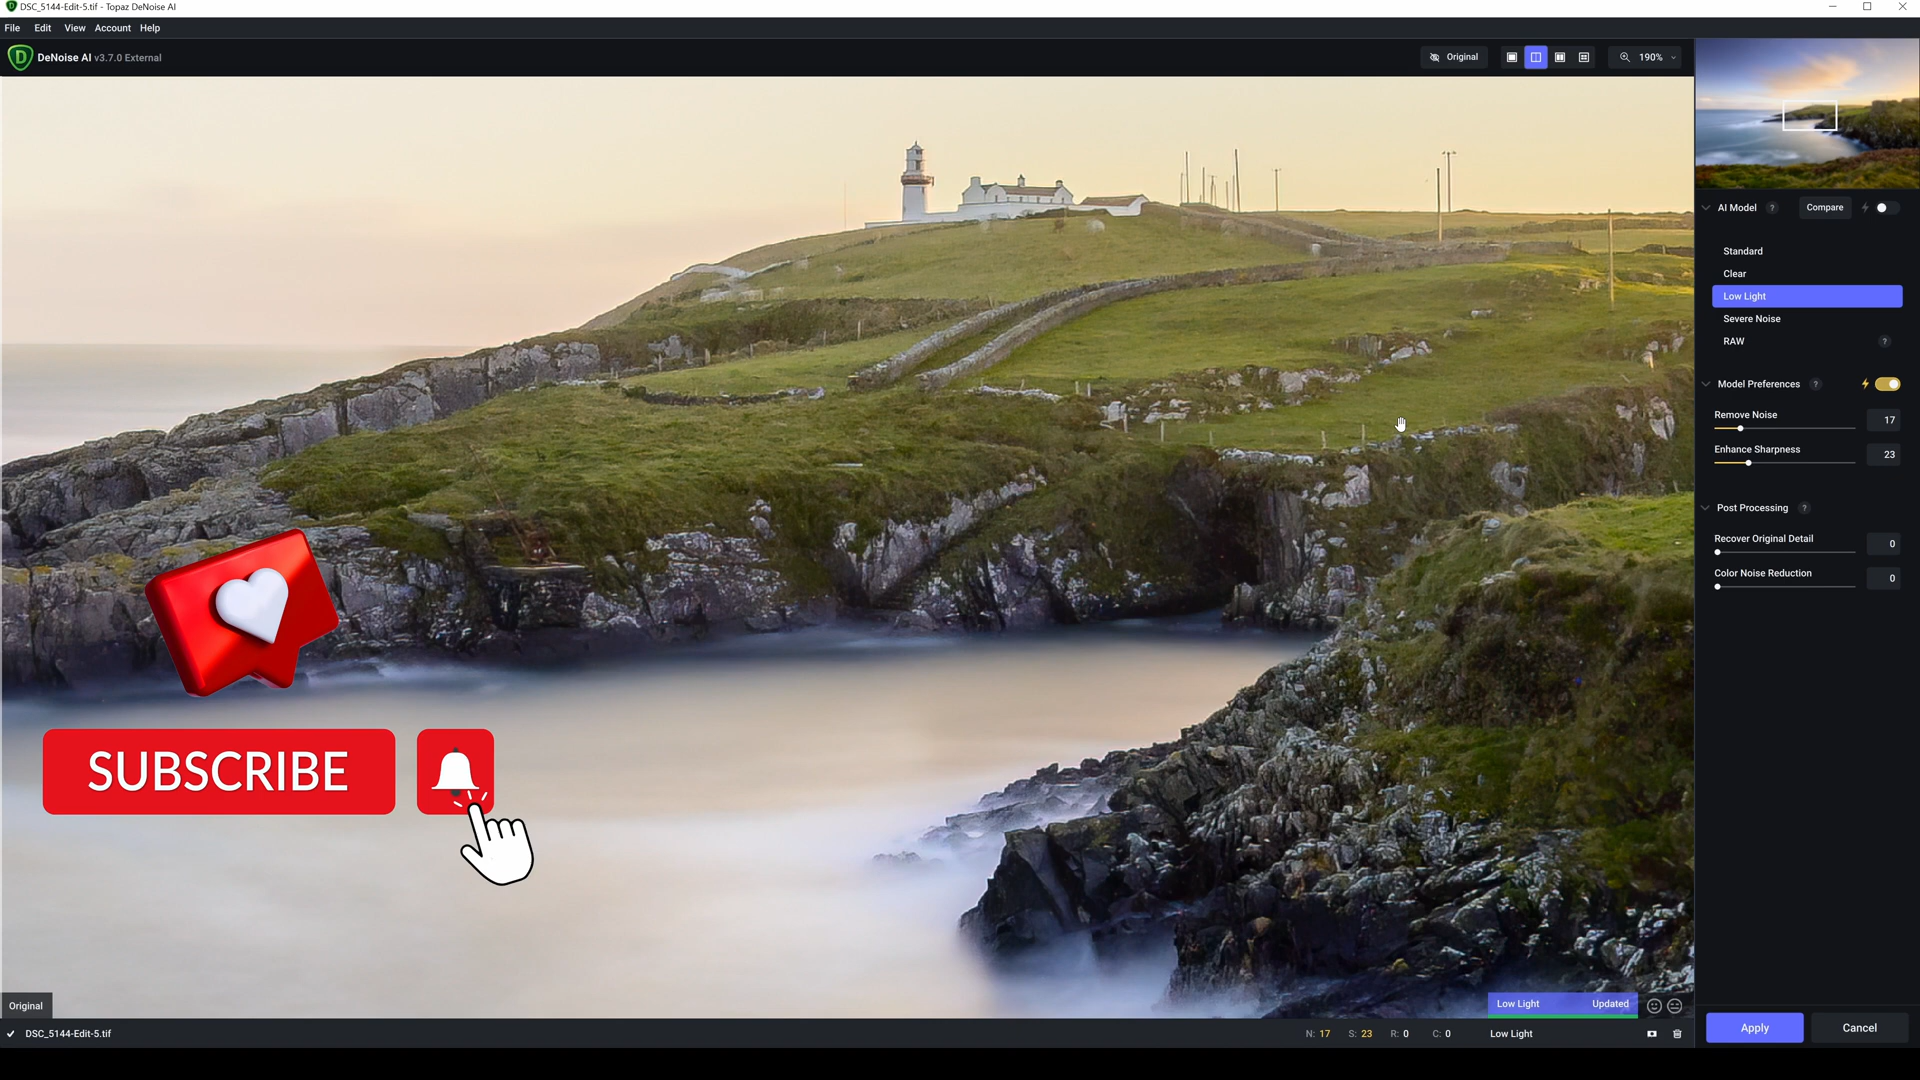 DSC_5144-Edit-5.tif - Topaz DeNoise AI
File Edit View Account Help
DeNoise AI v3.7.0 External
Original
190%
AI Model ? Compare
Standard
Clear
Low Light
Severe Noise
RAW ?
Model Preferences ?
Remove Noise 17
Enhance Sharpness 23
Post Processing ?
Recover Original Detail 0
Color Noise Reduction 0
SUBSCRIBE
Original
Low Light Updated
DSC_5144-Edit-5.tif
N: 17 S: 23 R: 0 C: 0 Low Light
Apply Cancel